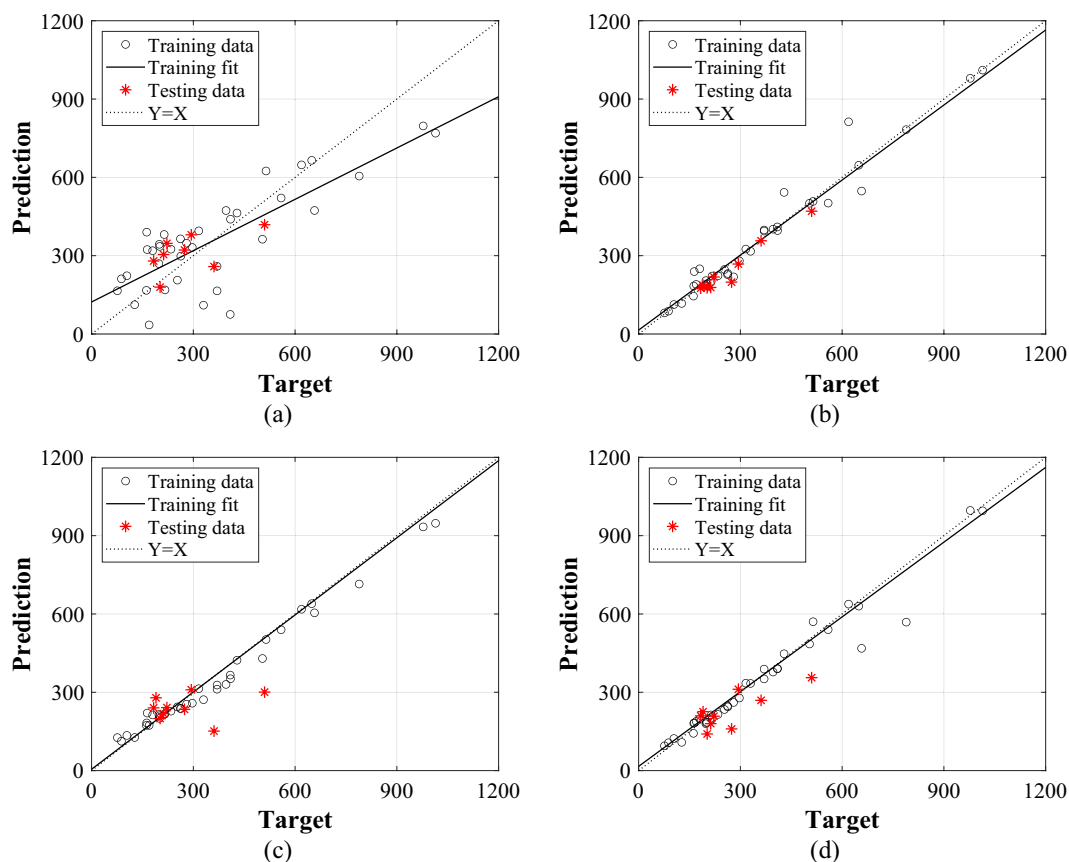 1200
900
600
300
0
Prediction
Training data
Training fit
Testing data
Y=X
0 300 600 900 1200
Target
(a)
1200
900
600
300
0
Prediction
Training data
Training fit
Testing data
Y=X
0 300 600 900 1200
Target
(b)
1200
900
600
300
0
Prediction
Training data
Training fit
Testing data
Y=X
0 300 600 900 1200
Target
(c)
1200
900
600
300
0
Prediction
Training data
Training fit
Testing data
Y=X
0 300 600 900 1200
Target
(d)